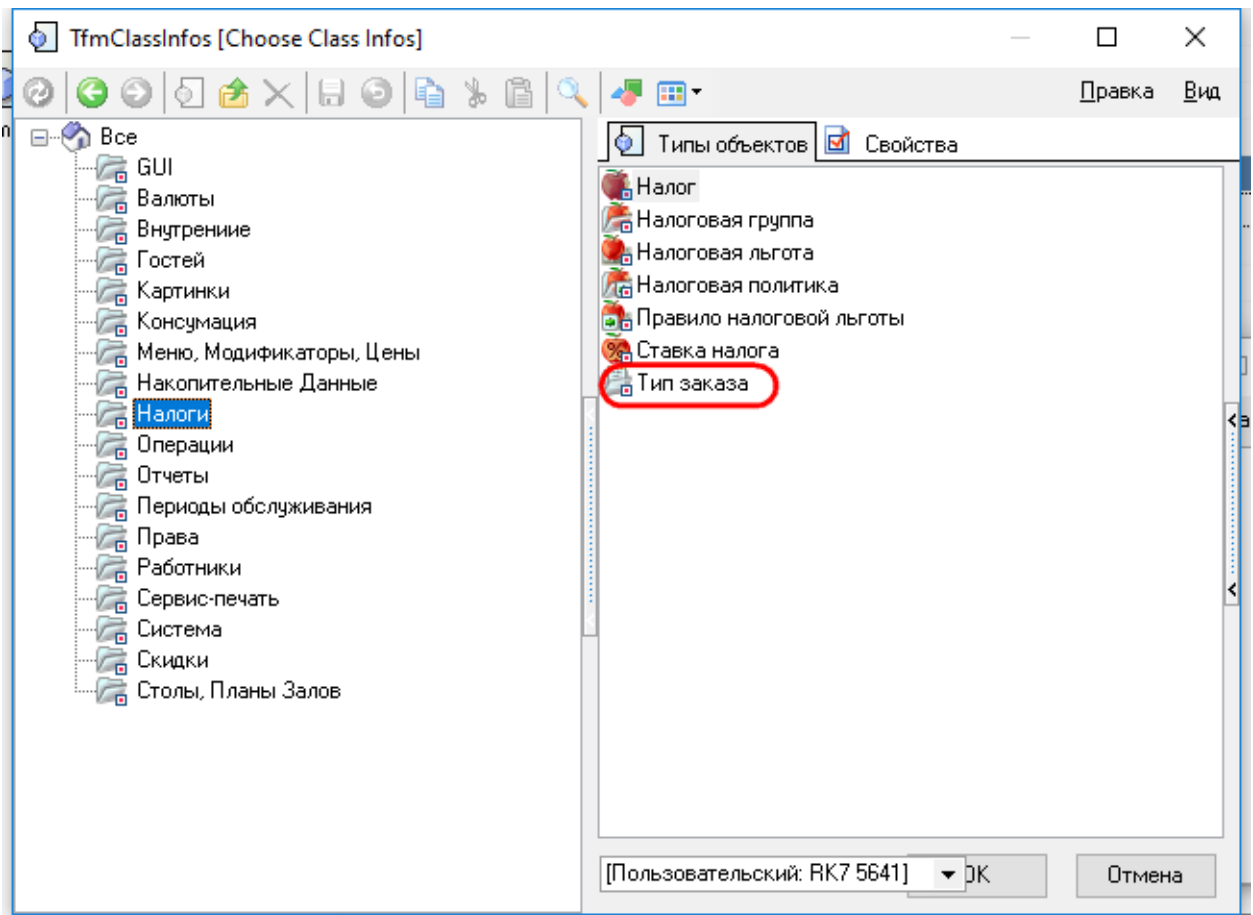 TfmClassInfos [Choose Class Infos]
Правка Вид
Все
GUI
Валюты
Внутрениие
Гостей
Картинки
Консумация
Меню, Модификаторы, Цены
Накопительные Данные
Налоги
Операции
Отчеты
Периоды обслуживания
Права
Работники
Сервис-печать
Система
Скидки
Столы, Планы Залов
Типы объектов
Свойства
Налог
Налоговая группа
Налоговая льгота
Налоговая политика
Правило налоговой льготы
Ставка налога
Тип заказа
[Пользовательский: RK7 5641]
OK
Отмена